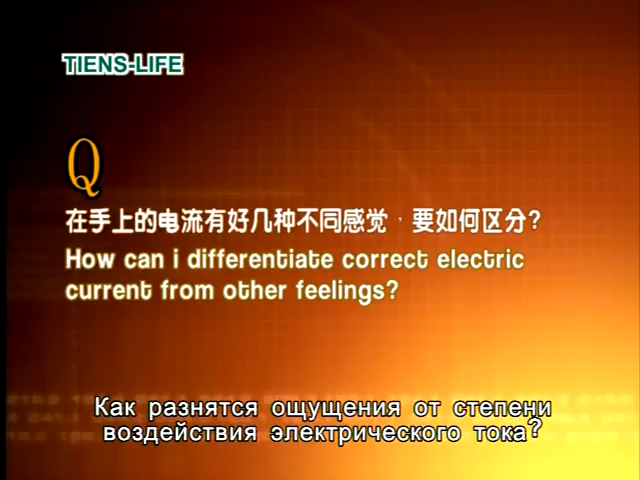 TIENS-LIFE
Q
在手上的电流有好几种不同感觉，要如何区分?
How can i differentiate correct electric
current from other feelings?
Как разнятся ощущения от степени
воздействия электрического тока?